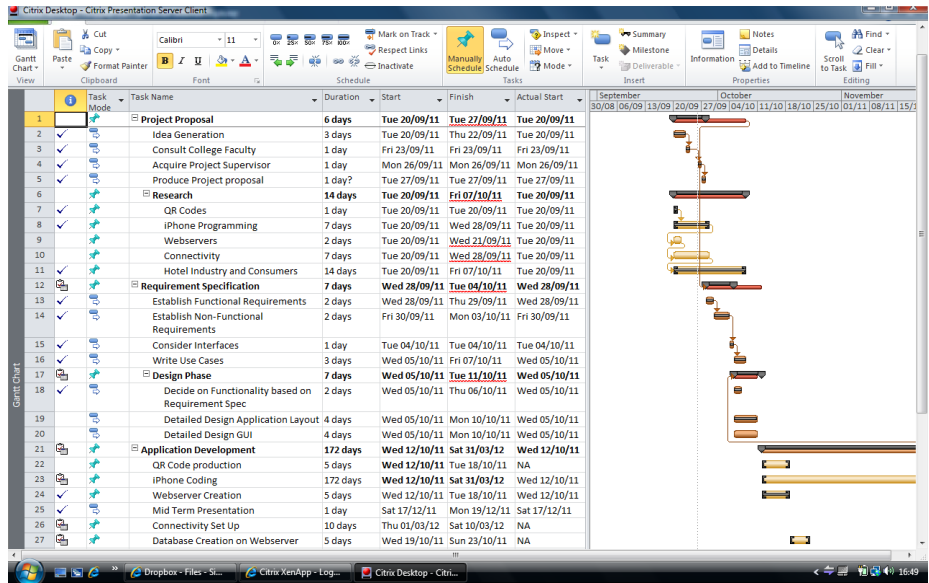 Citrix Desktop - Citrix Presentation Server Client
Gantt Chart
View
Paste
Cut
Copy
Format Painter
Clipboard
Calibri 11
B I U A
Font
0% 25% 50% 75% 100%
Mark on Track
Respect Links
Inactivate
Schedule
Manually Schedule
Auto Schedule
Inspect
Move
Mode
Tasks
Task
Summary
Milestone
Deliverable
Insert
Information
Notes
Details
Add to Timeline
Properties
Scroll to Task
Find
Clear
Fill
Editing
Task Mode Task Name Duration Start Finish Actual Start
September October November
30/08 06/09 13/09 20/09 27/09 04/10 11/10 18/10 25/10 01/11 08/11 15/1
1 Project Proposal 6 days Tue 20/09/11 Tue 27/09/11 Tue 20/09/11
2 Idea Generation 3 days Tue 20/09/11 Thu 22/09/11 Tue 20/09/11
3 Consult College Faculty 1 day Fri 23/09/11 Fri 23/09/11 Fri 23/09/11
4 Acquire Project Supervisor 1 day Mon 26/09/11 Mon 26/09/11 Mon 26/09/11
5 Produce Project proposal 1 day? Tue 27/09/11 Tue 27/09/11 Tue 27/09/11
6 Research 14 days Tue 20/09/11 Fri 07/10/11 Tue 20/09/11
7 QR Codes 1 day Tue 20/09/11 Tue 20/09/11 Tue 20/09/11
8 iPhone Programming 7 days Tue 20/09/11 Wed 28/09/11 Tue 20/09/11
9 Webservers 2 days Tue 20/09/11 Wed 21/09/11 Tue 20/09/11
10 Connectivity 7 days Tue 20/09/11 Wed 28/09/11 Tue 20/09/11
11 Hotel Industry and Consumers 14 days Tue 20/09/11 Fri 07/10/11 Tue 20/09/11
12 Requirement Specification 7 days Wed 28/09/11 Tue 04/10/11 Wed 28/09/11
13 Establish Functional Requirements 2 days Wed 28/09/11 Thu 29/09/11 Wed 28/09/11
14 Establish Non-Functional 2 days Fri 30/09/11 Mon 03/10/11 Fri 30/09/11
Requirements
15 Consider Interfaces 1 day Tue 04/10/11 Tue 04/10/11 Tue 04/10/11
16 Write Use Cases 3 days Wed 05/10/11 Fri 07/10/11 Wed 05/10/11
17 Design Phase 7 days Wed 05/10/11 Tue 11/10/11 Wed 05/10/11
18 Decide on Functionality based on 2 days Wed 05/10/11 Thu 06/10/11 Wed 05/10/11
Requirement Spec
19 Detailed Design Application Layout 4 days Wed 05/10/11 Mon 10/10/11 Wed 05/10/11
20 Detailed Design GUI 4 days Wed 05/10/11 Mon 10/10/11 Wed 05/10/11
21 Application Development 172 days Wed 12/10/11 Sat 31/03/12 Wed 12/10/11
22 QR Code production 5 days Wed 12/10/11 Tue 18/10/11 NA
23 iPhone Coding 172 days Wed 12/10/11 Sat 31/03/12 Wed 12/10/11
24 Webserver Creation 5 days Wed 12/10/11 Tue 18/10/11 Wed 12/10/11
25 Mid Term Presentation 1 day Sat 17/12/11 Mon 19/12/11 Sat 17/12/11
26 Connectivity Set Up 10 days Thu 01/03/12 Sat 10/03/12 NA
27 Database Creation on Webserver 5 days Wed 19/10/11 Sun 23/10/11 NA
Gantt Chart
Dropbox - Files - Si...
Citrix XenApp - Log...
Citrix Desktop - Citri...
16:49